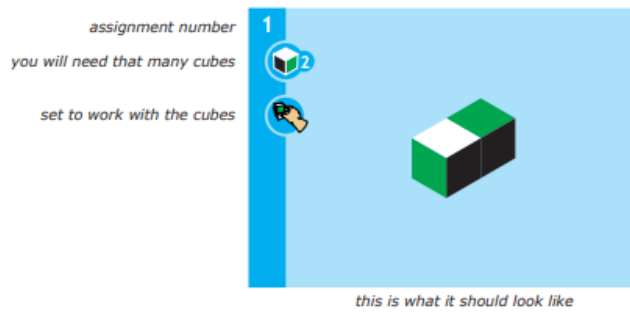 assignment number
1
you will need that many cubes
2
set to work with the cubes
this is what it should look like